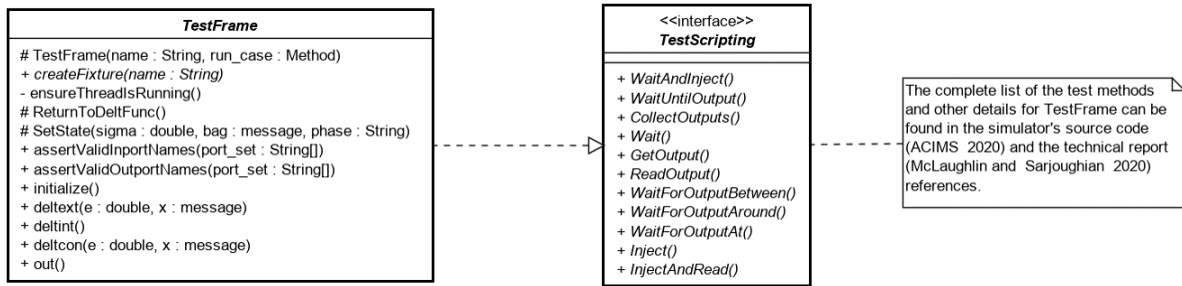 TestFrame
# TestFrame(name : String, run_case : Method)
+ createFixture(name : String)
- ensureThreadIsRunning()
# ReturnToDeltFunc()
# SetState(sigma : double, bag : message, phase : String)
+ assertValidInportNames(port_set : String[])
+ assertValidOutportNames(port_set : String[])
+ initialize()
+ deltext(e : double, x : message)
+ deltint()
+ deltcon(e : double, x : message)
+ out()
<<interface>>
TestScripting
+ WaitAndInject()
+ WaitUntilOutput()
+ CollectOutputs()
+ Wait()
+ GetOutput()
+ ReadOutput()
+ WaitForOutputBetween()
+ WaitForOutputAround()
+ WaitForOutputAt()
+ Inject()
+ InjectAndRead()
The complete list of the test methods
and other details for TestFrame can be
found in the simulator's source code
(ACIMS 2020) and the technical report
(McLaughlin and Sarjoughian 2020)
references.